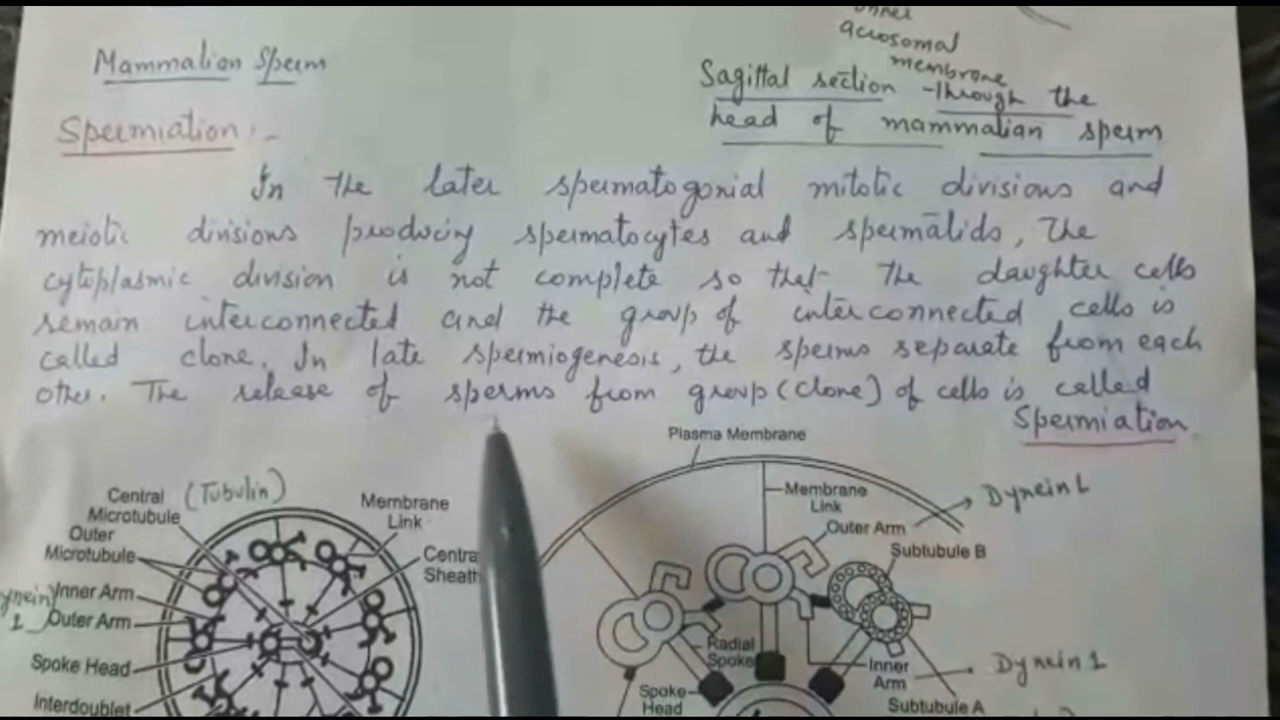 inner
acrosomal
membrane
Mammalian Sperm
Sagittal section through the
head of mammalian sperm
Spermiation :-
In the later spermatogonial mitotic divisions and
meiotic divisions producing spermatocytes and spermatids, The
cytoplasmic division is not complete so that the daughter cells
remain interconnected and the group of interconnected cells is
called clone. In late spermiogenesis, the sperms separate from each
other. The release of sperms from group (clone) of cells is called
Spermiation.
Plasma Membrane
Central
Microtubule
(Tubulin)
Outer
Microtubule
Membrane
Link
Central
Sheath
Inner Arm
Outer Arm
Dynein
1
Spoke Head
Interdoublet
Membrane
Link
Outer Arm
Dynein 1
Subtubule B
Radial
Spoke
Spoke
Head
Inner
Arm
Dynein 1
Subtubule A